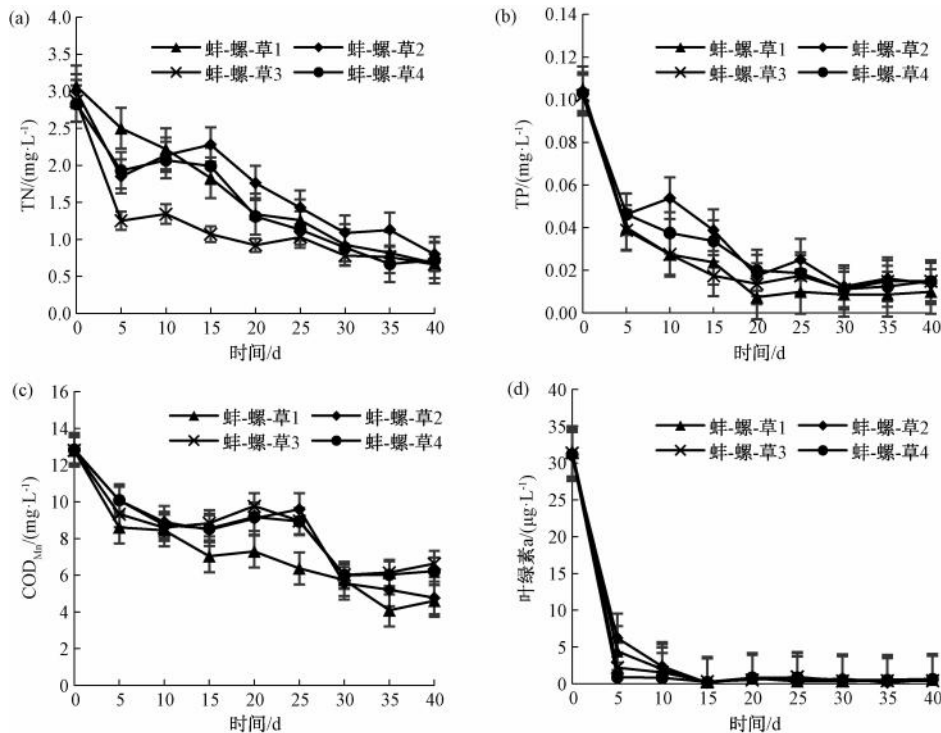 (a)
4.0
3.5
3.0
2.5
2.0
1.5
1.0
0.5
0.0
TN/(mg·L⁻¹)
蚌-螺-草1 蚌-螺-草2
蚌-螺-草3 蚌-螺-草4
0 5 10 15 20 25 30 35 40
时间/d
(b)
0.14
0.12
0.10
0.08
0.06
0.04
0.02
0.00
TP/(mg·L⁻¹)
蚌-螺-草1 蚌-螺-草2
蚌-螺-草3 蚌-螺-草4
0 5 10 15 20 25 30 35 40
时间/d
(c)
16
14
12
10
8
6
4
2
0
COD_Mn/(mg·L⁻¹)
蚌-螺-草1 蚌-螺-草2
蚌-螺-草3 蚌-螺-草4
0 5 10 15 20 25 30 35 40
时间/d
(d)
40
35
30
25
20
15
10
5
0
叶绿素a/(μg·L⁻¹)
蚌-螺-草1 蚌-螺-草2
蚌-螺-草3 蚌-螺-草4
0 5 10 15 20 25 30 35 40
时间/d